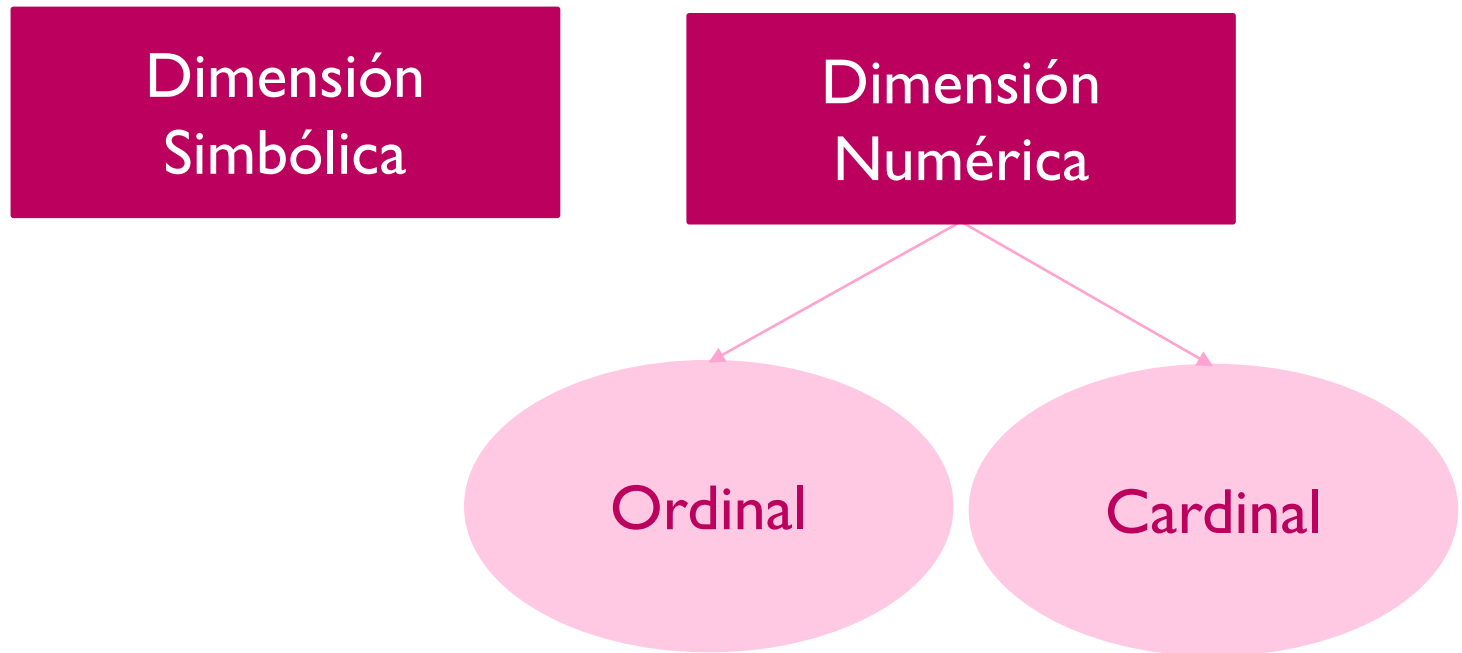 Dimensión
Simbólica
Dimensión
Numérica
Ordinal
Cardinal